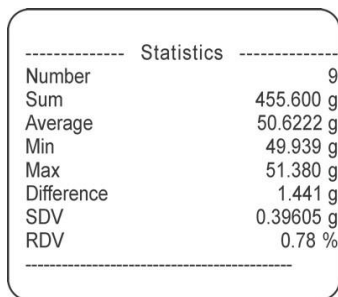 --------------- Statistics ---------------
Number 9
Sum 455.600 g
Average 50.6222 g
Min 49.939 g
Max 51.380 g
Difference 1.441 g
SDV 0.39605 g
RDV 0.78 %
--------------------------------------------